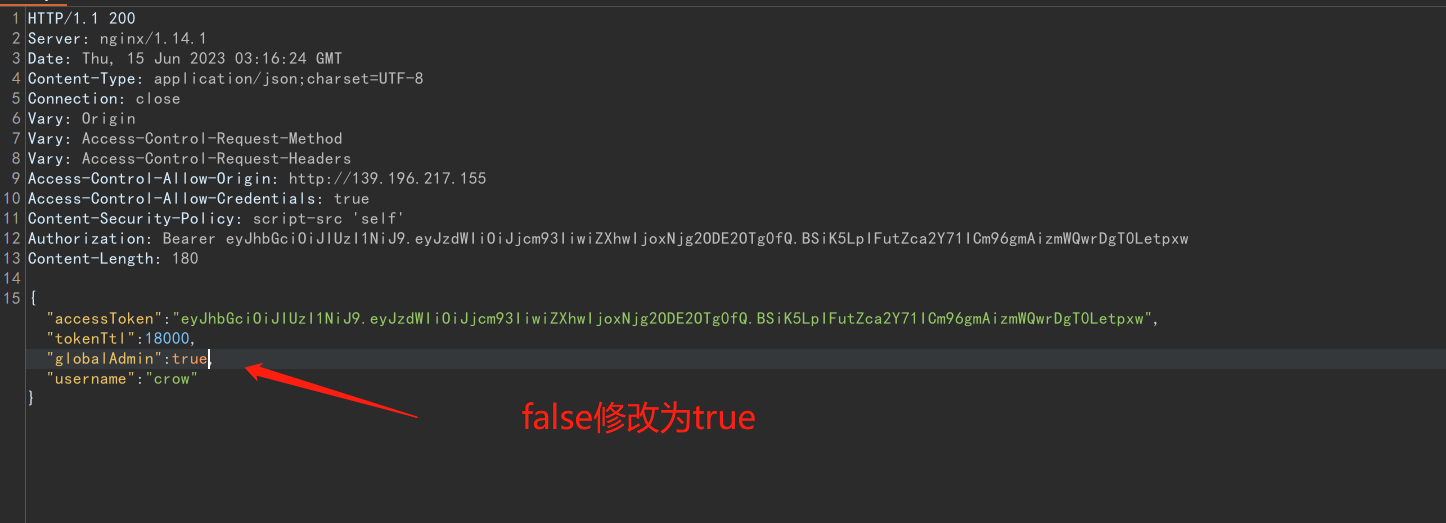 1 HTTP/1.1 200
2 Server: nginx/1.14.1
3 Date: Thu, 15 Jun 2023 03:16:24 GMT
4 Content-Type: application/json;charset=UTF-8
5 Connection: close
6 Vary: Origin
7 Vary: Access-Control-Request-Method
8 Vary: Access-Control-Request-Headers
9 Access-Control-Allow-Origin: http://139.196.217.155
10 Access-Control-Allow-Credentials: true
11 Content-Security-Policy: script-src 'self'
12 Authorization: Bearer eyJhbGciOiJIUzI1NiJ9.eyJzdWIiOiJjcm93IiwiZXhwIjoxNjg2ODE2OTg0fQ.BSiK5LpIFutZca2Y71ICm96gmAizmWQwrDgT0Letpxw
13 Content-Length: 180
14
15 {
"accessToken":"eyJhbGciOiJIUzI1NiJ9.eyJzdWIiOiJjcm93IiwiZXhwIjoxNjg2ODE2OTg0fQ.BSiK5LpIFutZca2Y71ICm96gmAizmWQwrDgT0Letpxw",
"tokenTtl":18000,
"globalAdmin":true,
"username":"crow"
}
false修改为true